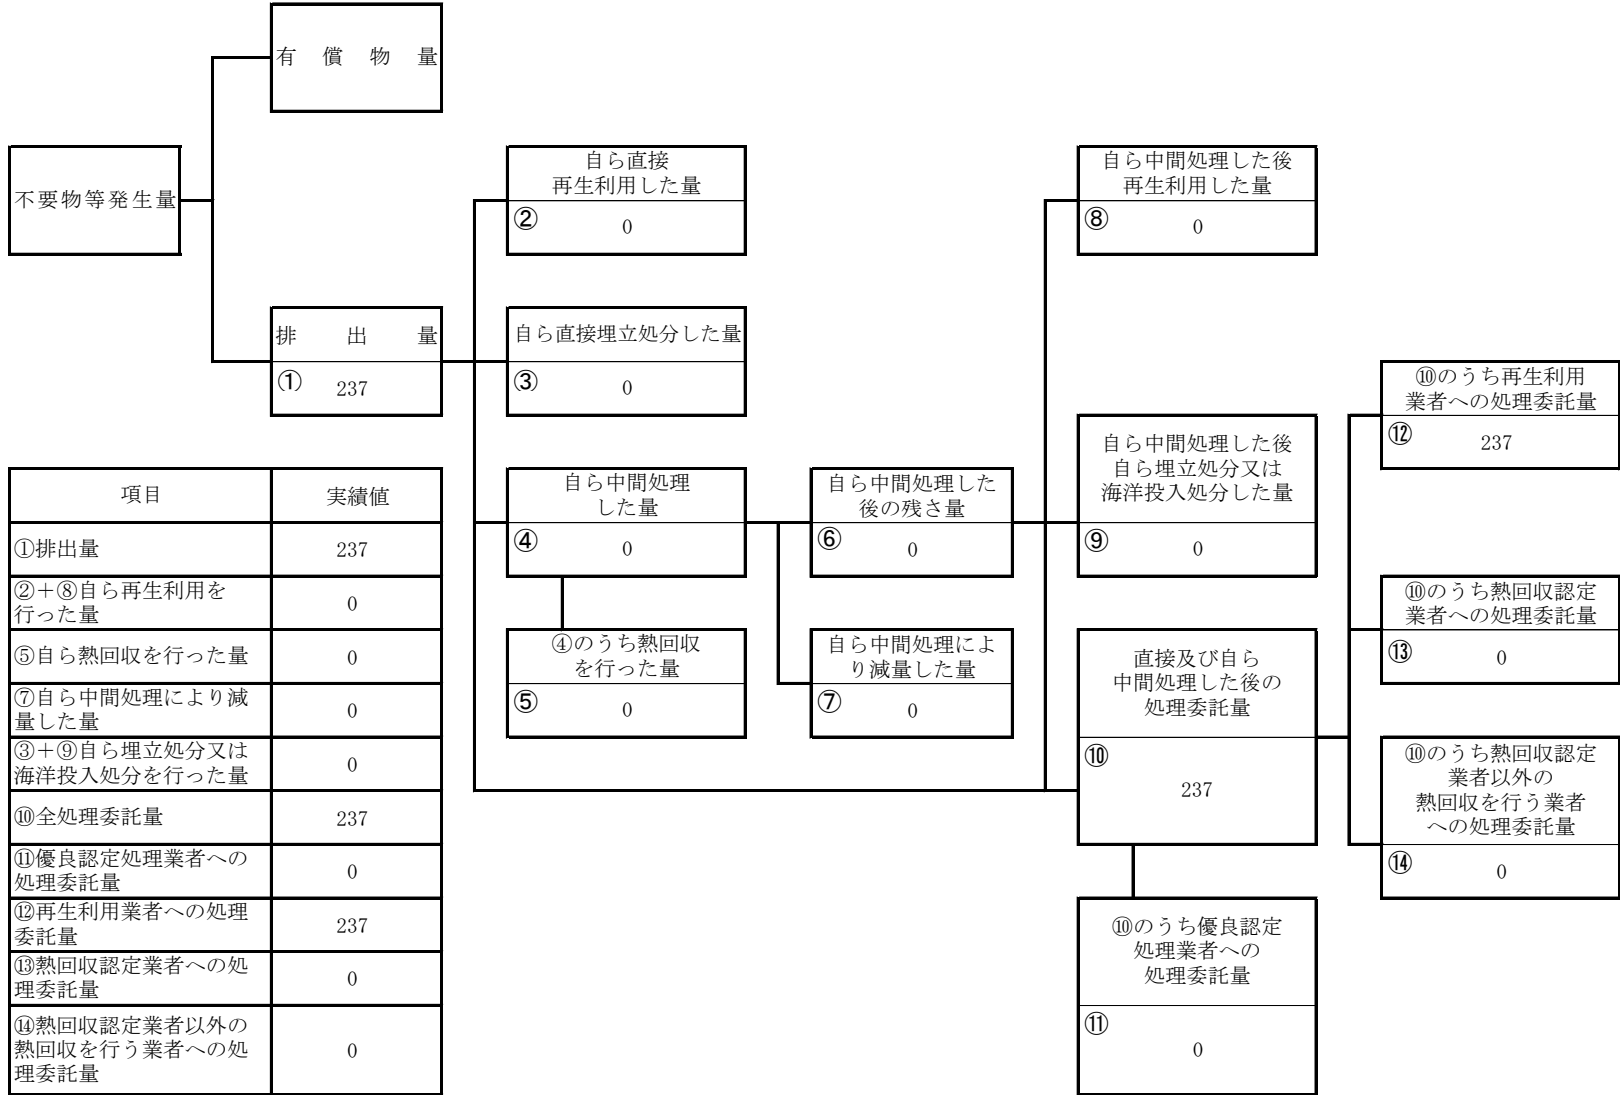 有償物量
不要物等発生量
排出量
① 237
自ら直接
再生利用した量
② 0
自ら直接埋立処分した量
③ 0
自ら中間処理
した量
④ 0
④のうち熱回収
を行った量
⑤ 0
自ら中間処理した
後の残さ量
⑥ 0
自ら中間処理によ
り減量した量
⑦ 0
自ら中間処理した後
再生利用した量
⑧ 0
自ら中間処理した後
自ら埋立処分又は
海洋投入処分した量
⑨ 0
直接及び自ら
中間処理した後の
処理委託量
⑩
237
⑩のうち優良認定
処理業者への
処理委託量
⑪
0
⑩のうち再生利用
業者への処理委託量
⑫ 237
⑩のうち熱回収認定
業者への処理委託量
⑬ 0
⑩のうち熱回収認定
業者以外の
熱回収を行う業者
への処理委託量
⑭ 0
項目 実績値
①排出量 237
②＋⑧自ら再生利用を
行った量 0
⑤自ら熱回収を行った量 0
⑦自ら中間処理により減
量した量 0
③＋⑨自ら埋立処分又は
海洋投入処分を行った量 0
⑩全処理委託量 237
⑪優良認定処理業者への
処理委託量 0
⑫再生利用業者への処理
委託量 237
⑬熱回収認定業者への処
理委託量 0
⑭熱回収認定業者以外の
熱回収を行う業者への処 0
理委託量